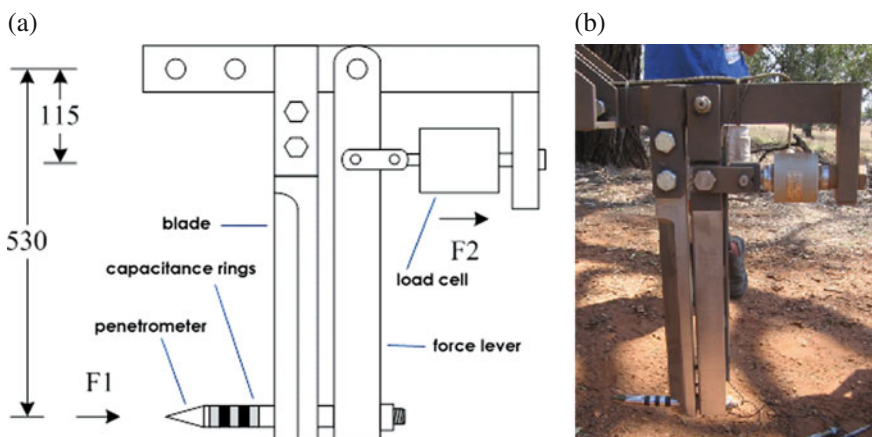 (a)
(b)
115
530
blade
F2
capacitance rings
load cell
penetrometer
force lever
F1